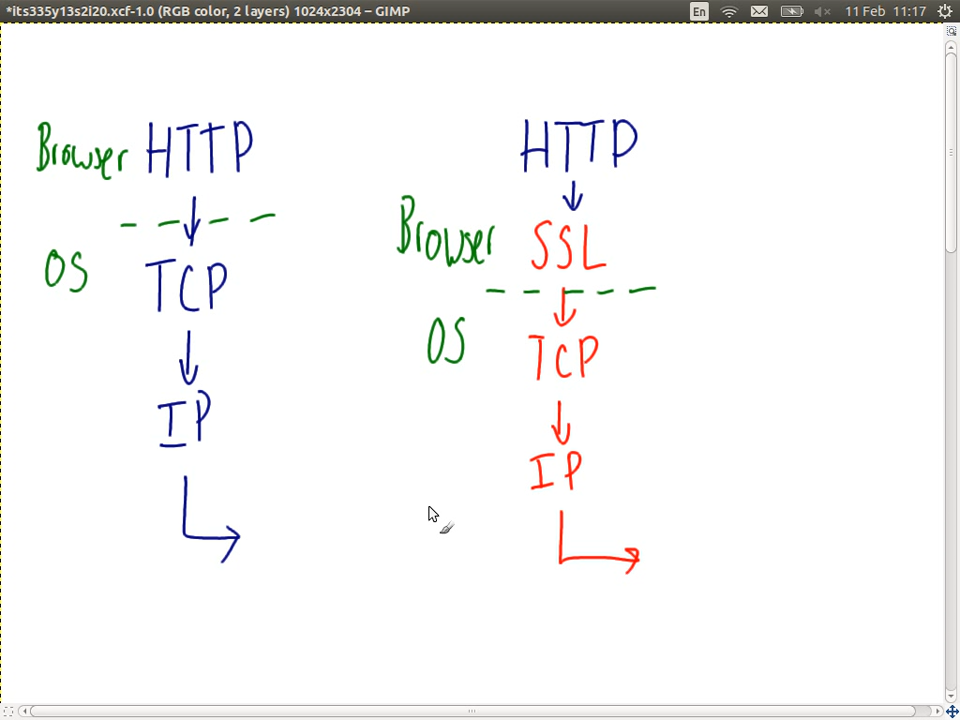 *its335y13s2i20.xcf-1.0 (RGB color, 2 layers) 1024x2304 – GIMP
En
11 Feb 11:17
Browser HTTP
OS
TCP
IP
HTTP
Browser SSL
OS
TCP
IP